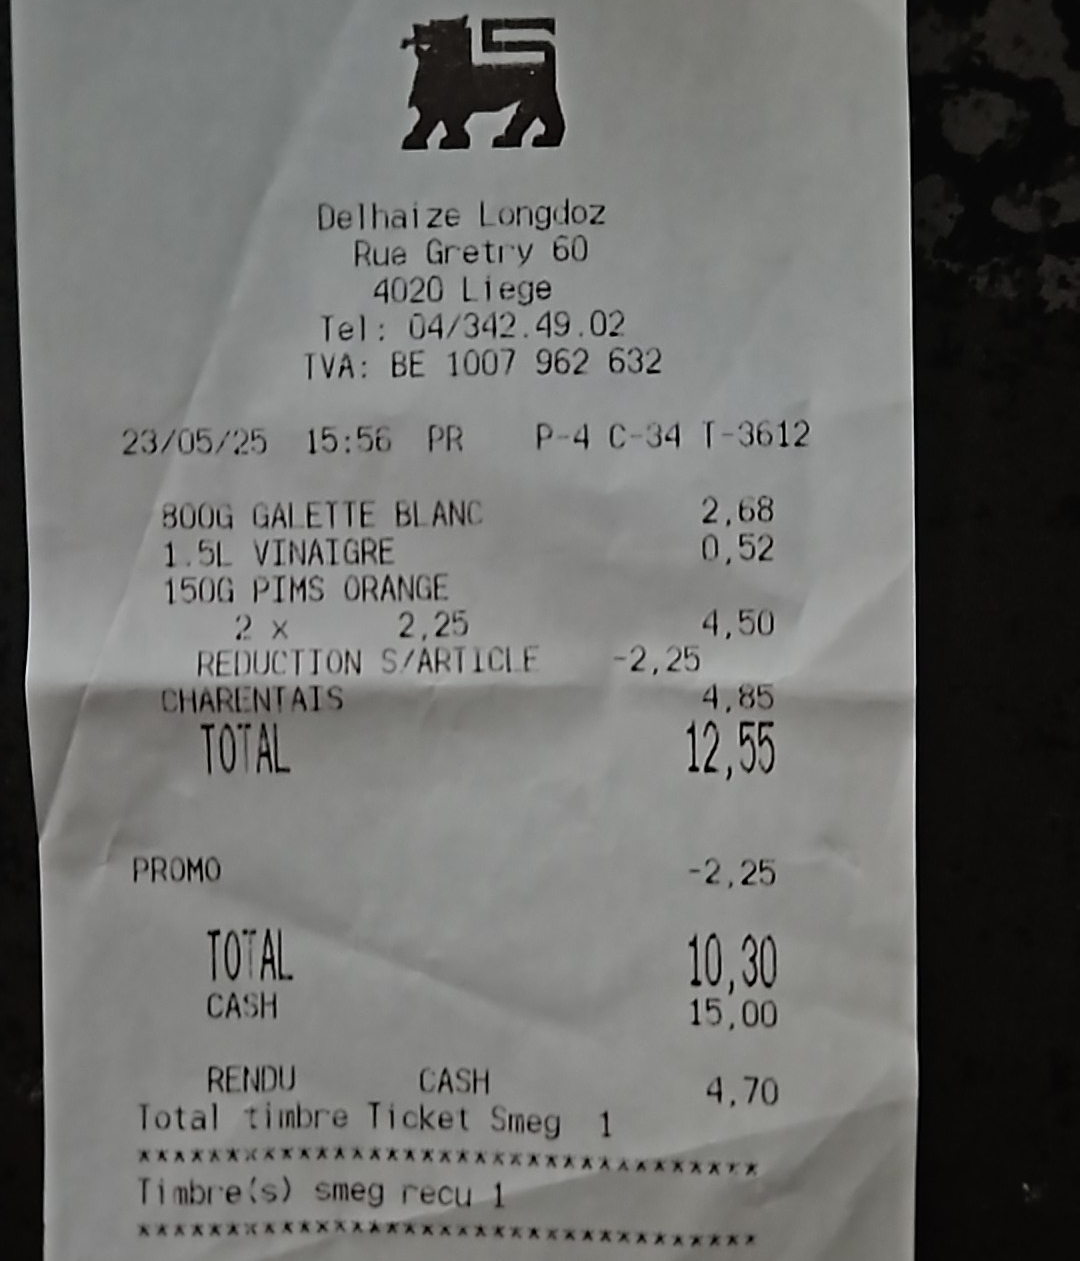 Delhaize Longdoz
Rue Gretry 60
4020 Liege
Tel: 04/342.49.02
TVA: BE 1007 962 632
23/05/25 15:56 PR P-4 C-34 T-3612
800G GALETTE BLANC 2,68
1.5L VINAIGRE 0,52
150G PIMS ORANGE
2 x 2,25 4,50
REDUCTION S/ARTICLE -2,25
CHARENTAIS 4,85
TOTAL 12,55
PROMO -2,25
TOTAL 10,30
CASH 15,00
RENDU CASH 4,70
Total timbre Ticket Smeg 1
***********************************
Timbre(s) smeg recu 1
***********************************